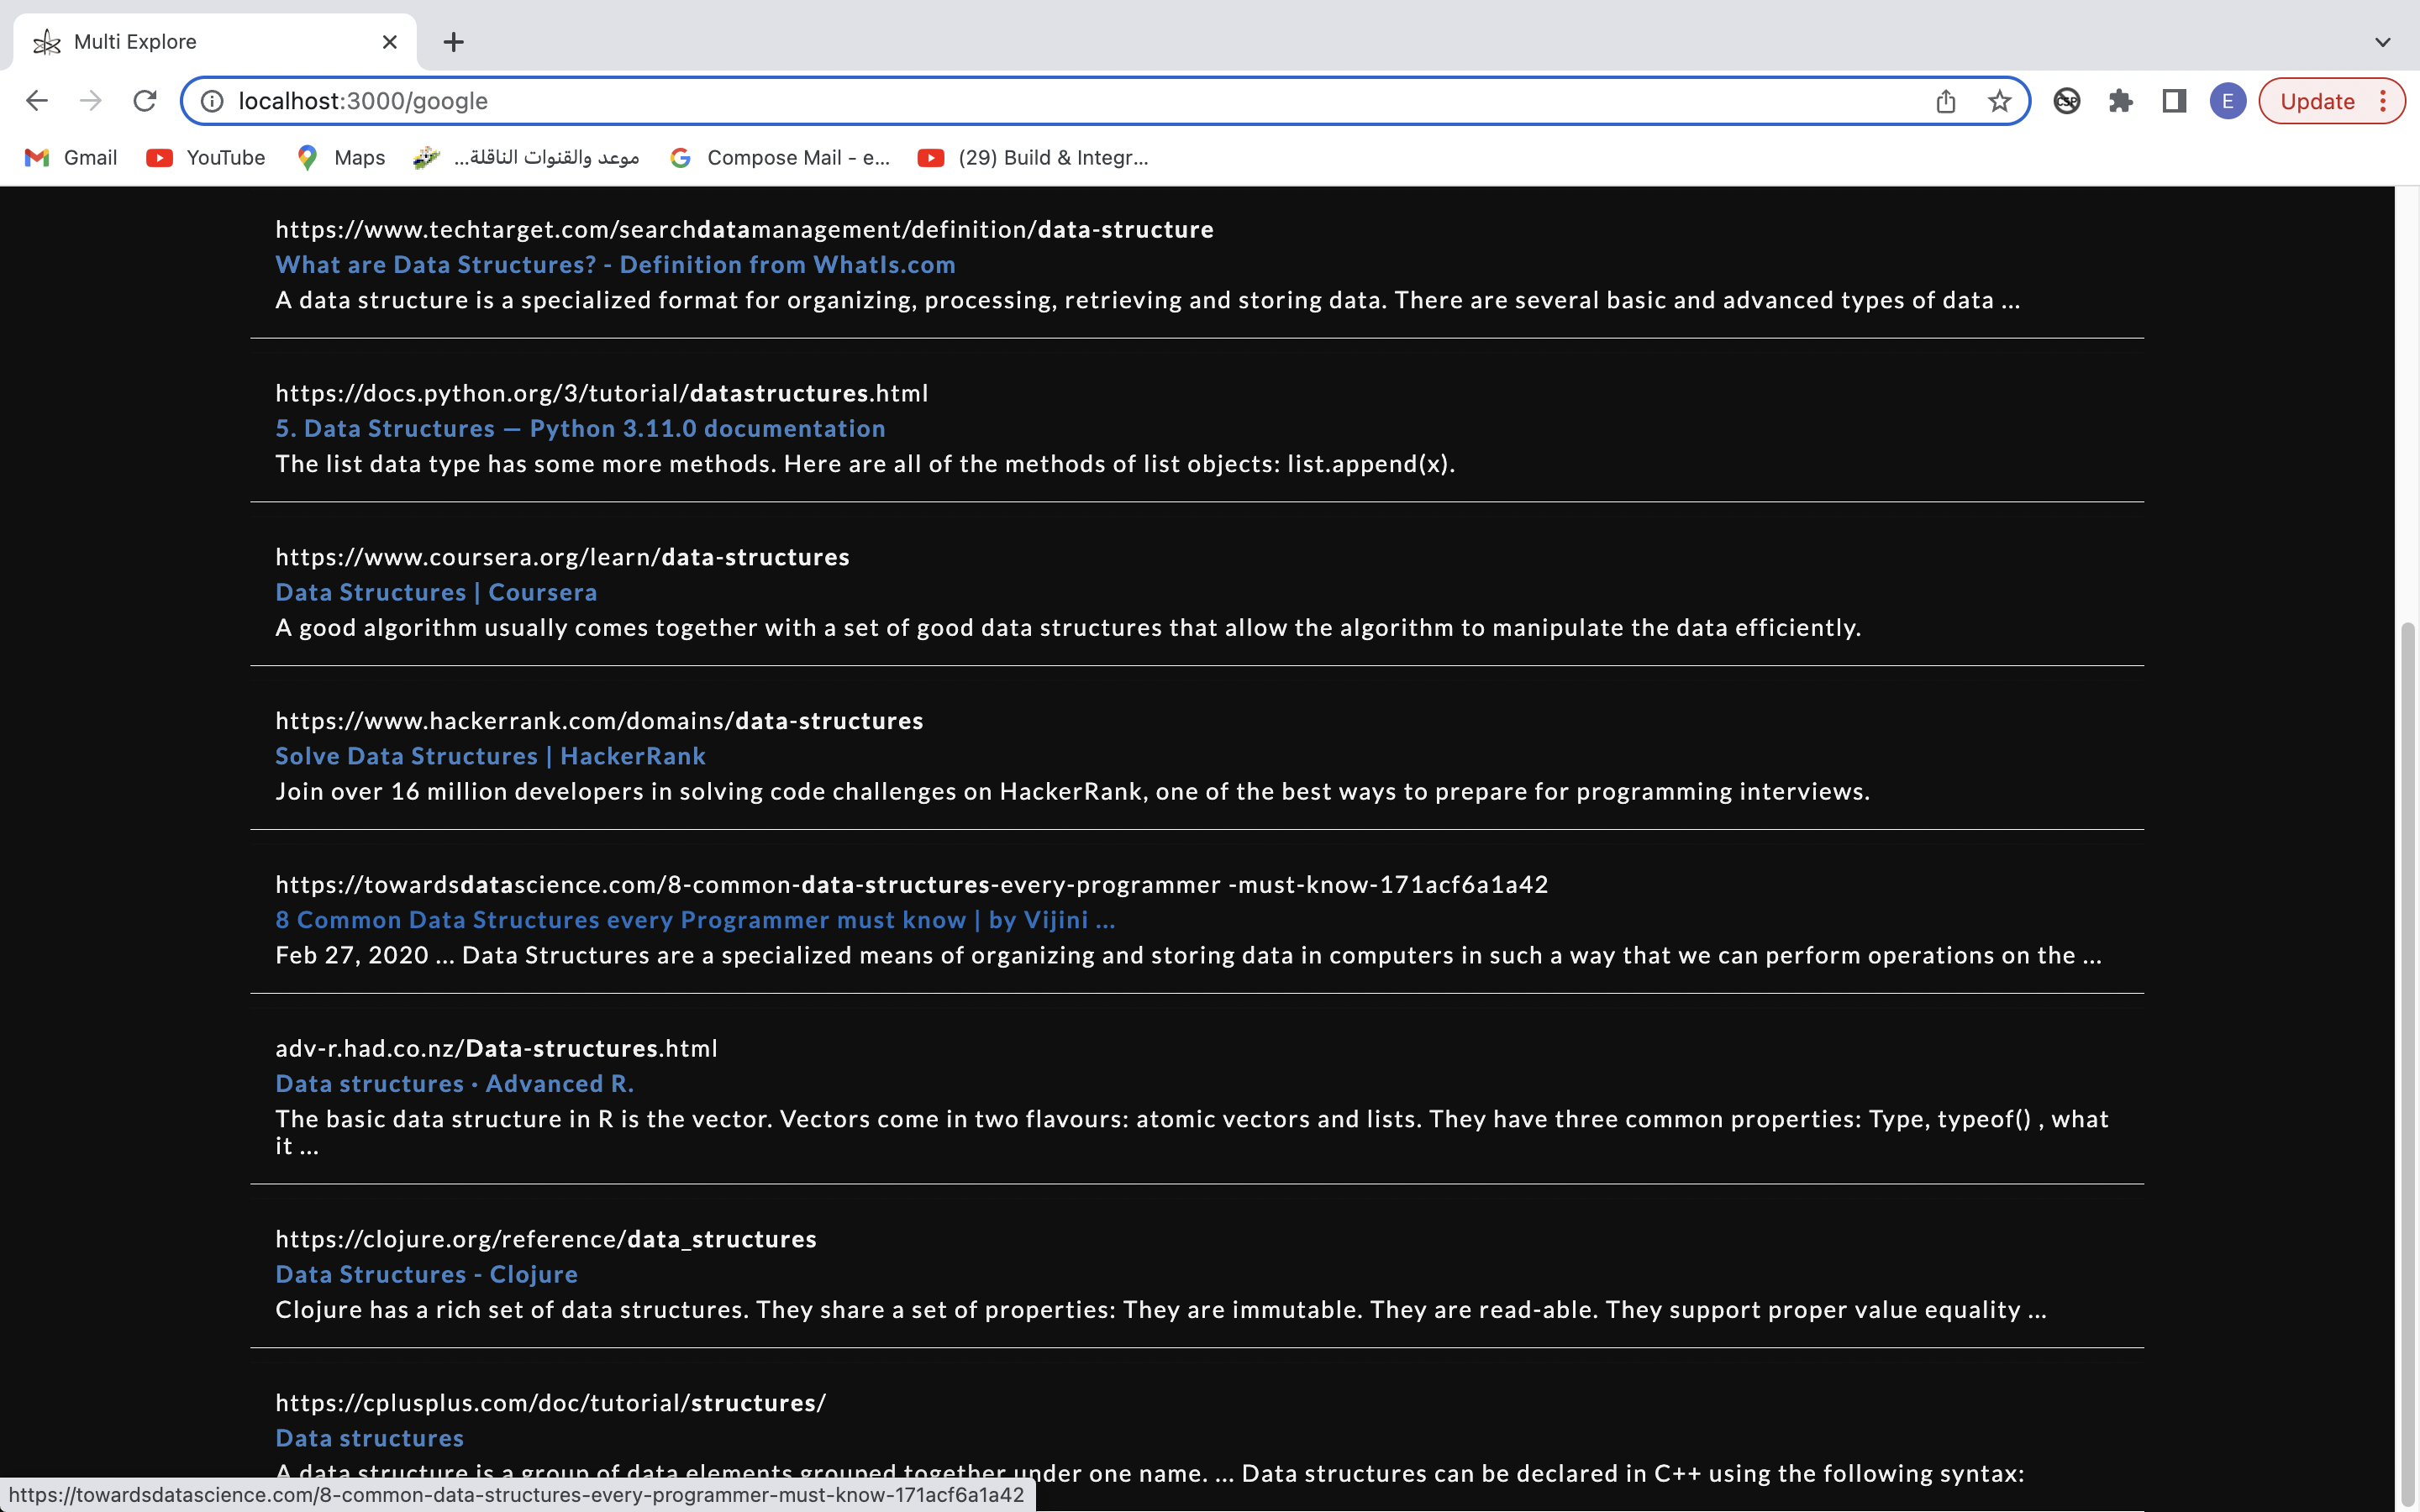 Multi Explore
localhost:3000/google
E
Update
Gmail
YouTube
Maps
موعد والقنوات الناقلة...
Compose Mail - e...
(29) Build & Integr...
https://www.techtarget.com/searchdatamanagement/definition/data-structure
What are Data Structures? - Definition from WhatIs.com
A data structure is a specialized format for organizing, processing, retrieving and storing data. There are several basic and advanced types of data ...
https://docs.python.org/3/tutorial/datastructures.html
5. Data Structures — Python 3.11.0 documentation
The list data type has some more methods. Here are all of the methods of list objects: list.append(x).
https://www.coursera.org/learn/data-structures
Data Structures | Coursera
A good algorithm usually comes together with a set of good data structures that allow the algorithm to manipulate the data efficiently.
https://www.hackerrank.com/domains/data-structures
Solve Data Structures | HackerRank
Join over 16 million developers in solving code challenges on HackerRank, one of the best ways to prepare for programming interviews.
https://towardsdatascience.com/8-common-data-structures-every-programmer -must-know-171acf6a1a42
8 Common Data Structures every Programmer must know | by Vijini ...
Feb 27, 2020 ... Data Structures are a specialized means of organizing and storing data in computers in such a way that we can perform operations on the ...
adv-r.had.co.nz/Data-structures.html
Data structures · Advanced R.
The basic data structure in R is the vector. Vectors come in two flavours: atomic vectors and lists. They have three common properties: Type, typeof() , what
it ...
https://clojure.org/reference/data_structures
Data Structures - Clojure
Clojure has a rich set of data structures. They share a set of properties: They are immutable. They are read-able. They support proper value equality ...
https://cplusplus.com/doc/tutorial/structures/
Data structures
A data structure is a group of data elements grouped together under one name. ... Data structures can be declared in C++ using the following syntax:
https://towardsdatascience.com/8-common-data-structures-every-programmer-must-know-171acf6a1a42